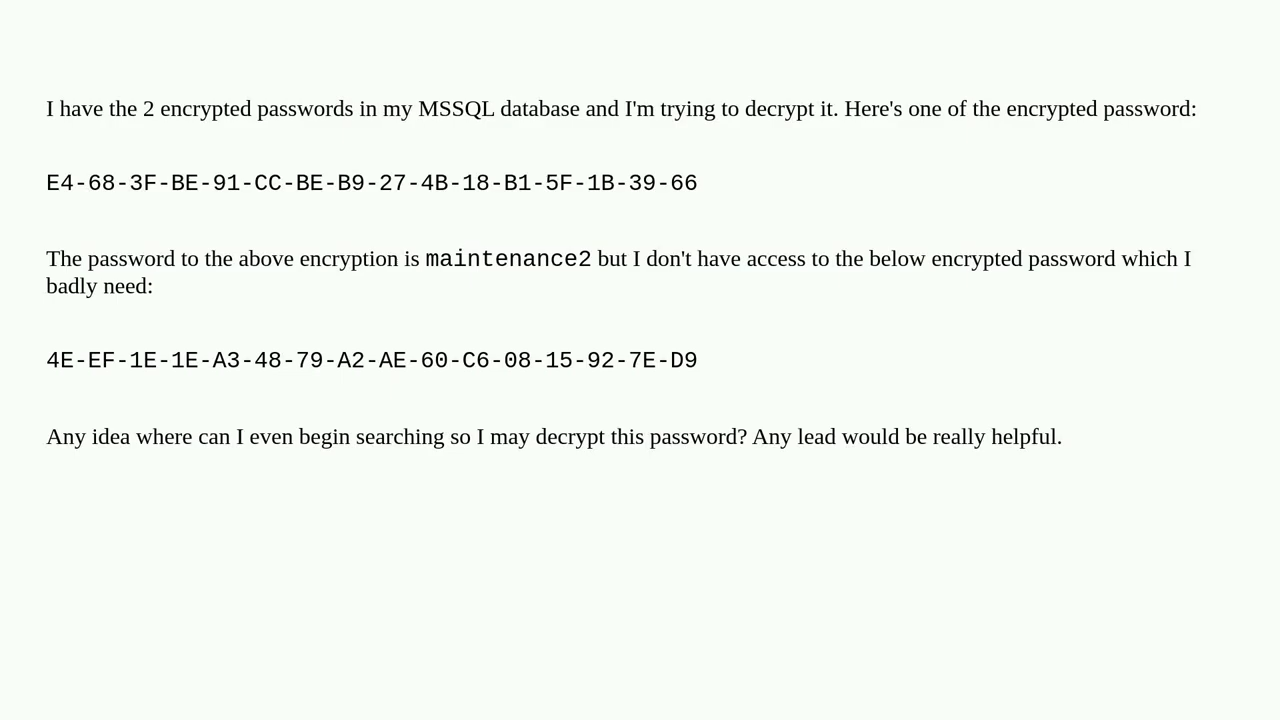 I have the 2 encrypted passwords in my MSSQL database and I'm trying to decrypt it. Here's one of the encrypted password:
E4-68-3F-BE-91-CC-BE-B9-27-4B-18-B1-5F-1B-39-66
The password to the above encryption is maintenance2 but I don't have access to the below encrypted password which I
badly need:
4E-EF-1E-1E-A3-48-79-A2-AE-60-C6-08-15-92-7E-D9
Any idea where can I even begin searching so I may decrypt this password? Any lead would be really helpful.